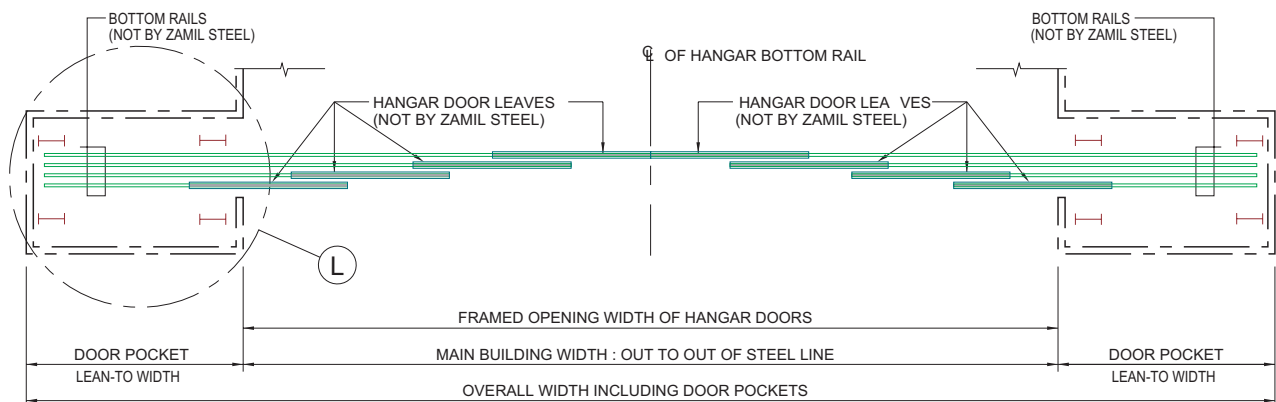 BOTTOM RAILS
(NOT BY ZAMIL STEEL)
BOTTOM RAILS
(NOT BY ZAMIL STEEL)
℄ OF HANGAR BOTTOM RAIL
HANGAR DOOR LEAVES
(NOT BY ZAMIL STEEL)
HANGAR DOOR LEA VES
(NOT BY ZAMIL STEEL)
L
FRAMED OPENING WIDTH OF HANGAR DOORS
DOOR POCKET
LEAN-TO WIDTH
MAIN BUILDING WIDTH : OUT TO OUT OF STEEL LINE
DOOR POCKET
LEAN-TO WIDTH
OVERALL WIDTH INCLUDING DOOR POCKETS